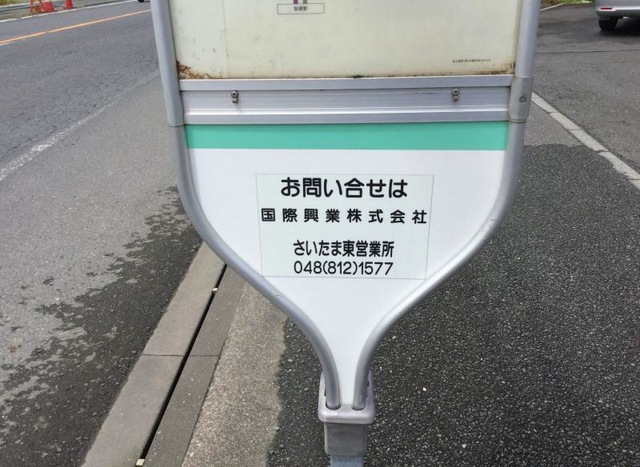 お問い合せは
国際興業株式会社
さいたま東営業所
048(812)1577